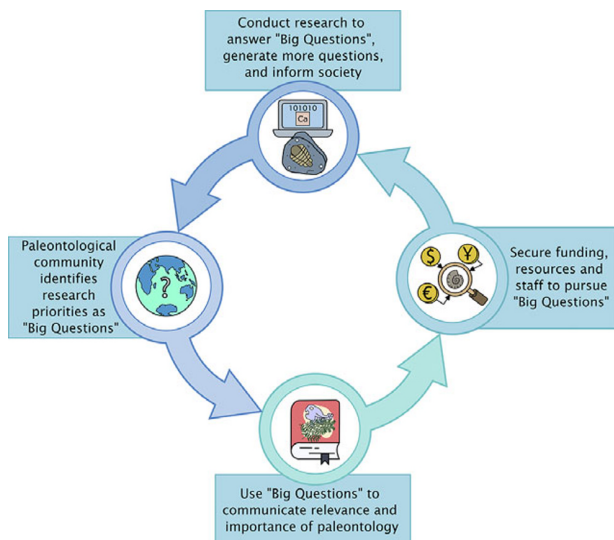 Conduct research to
answer "Big Questions",
generate more questions,
and inform society
101010
Ca
Paleontological
community
identifies
research
priorities as
"Big Questions"
?
$
¥
€
Secure funding,
resources and
staff to pursue
"Big Questions"
Use "Big Questions" to
communicate relevance and
importance of paleontology